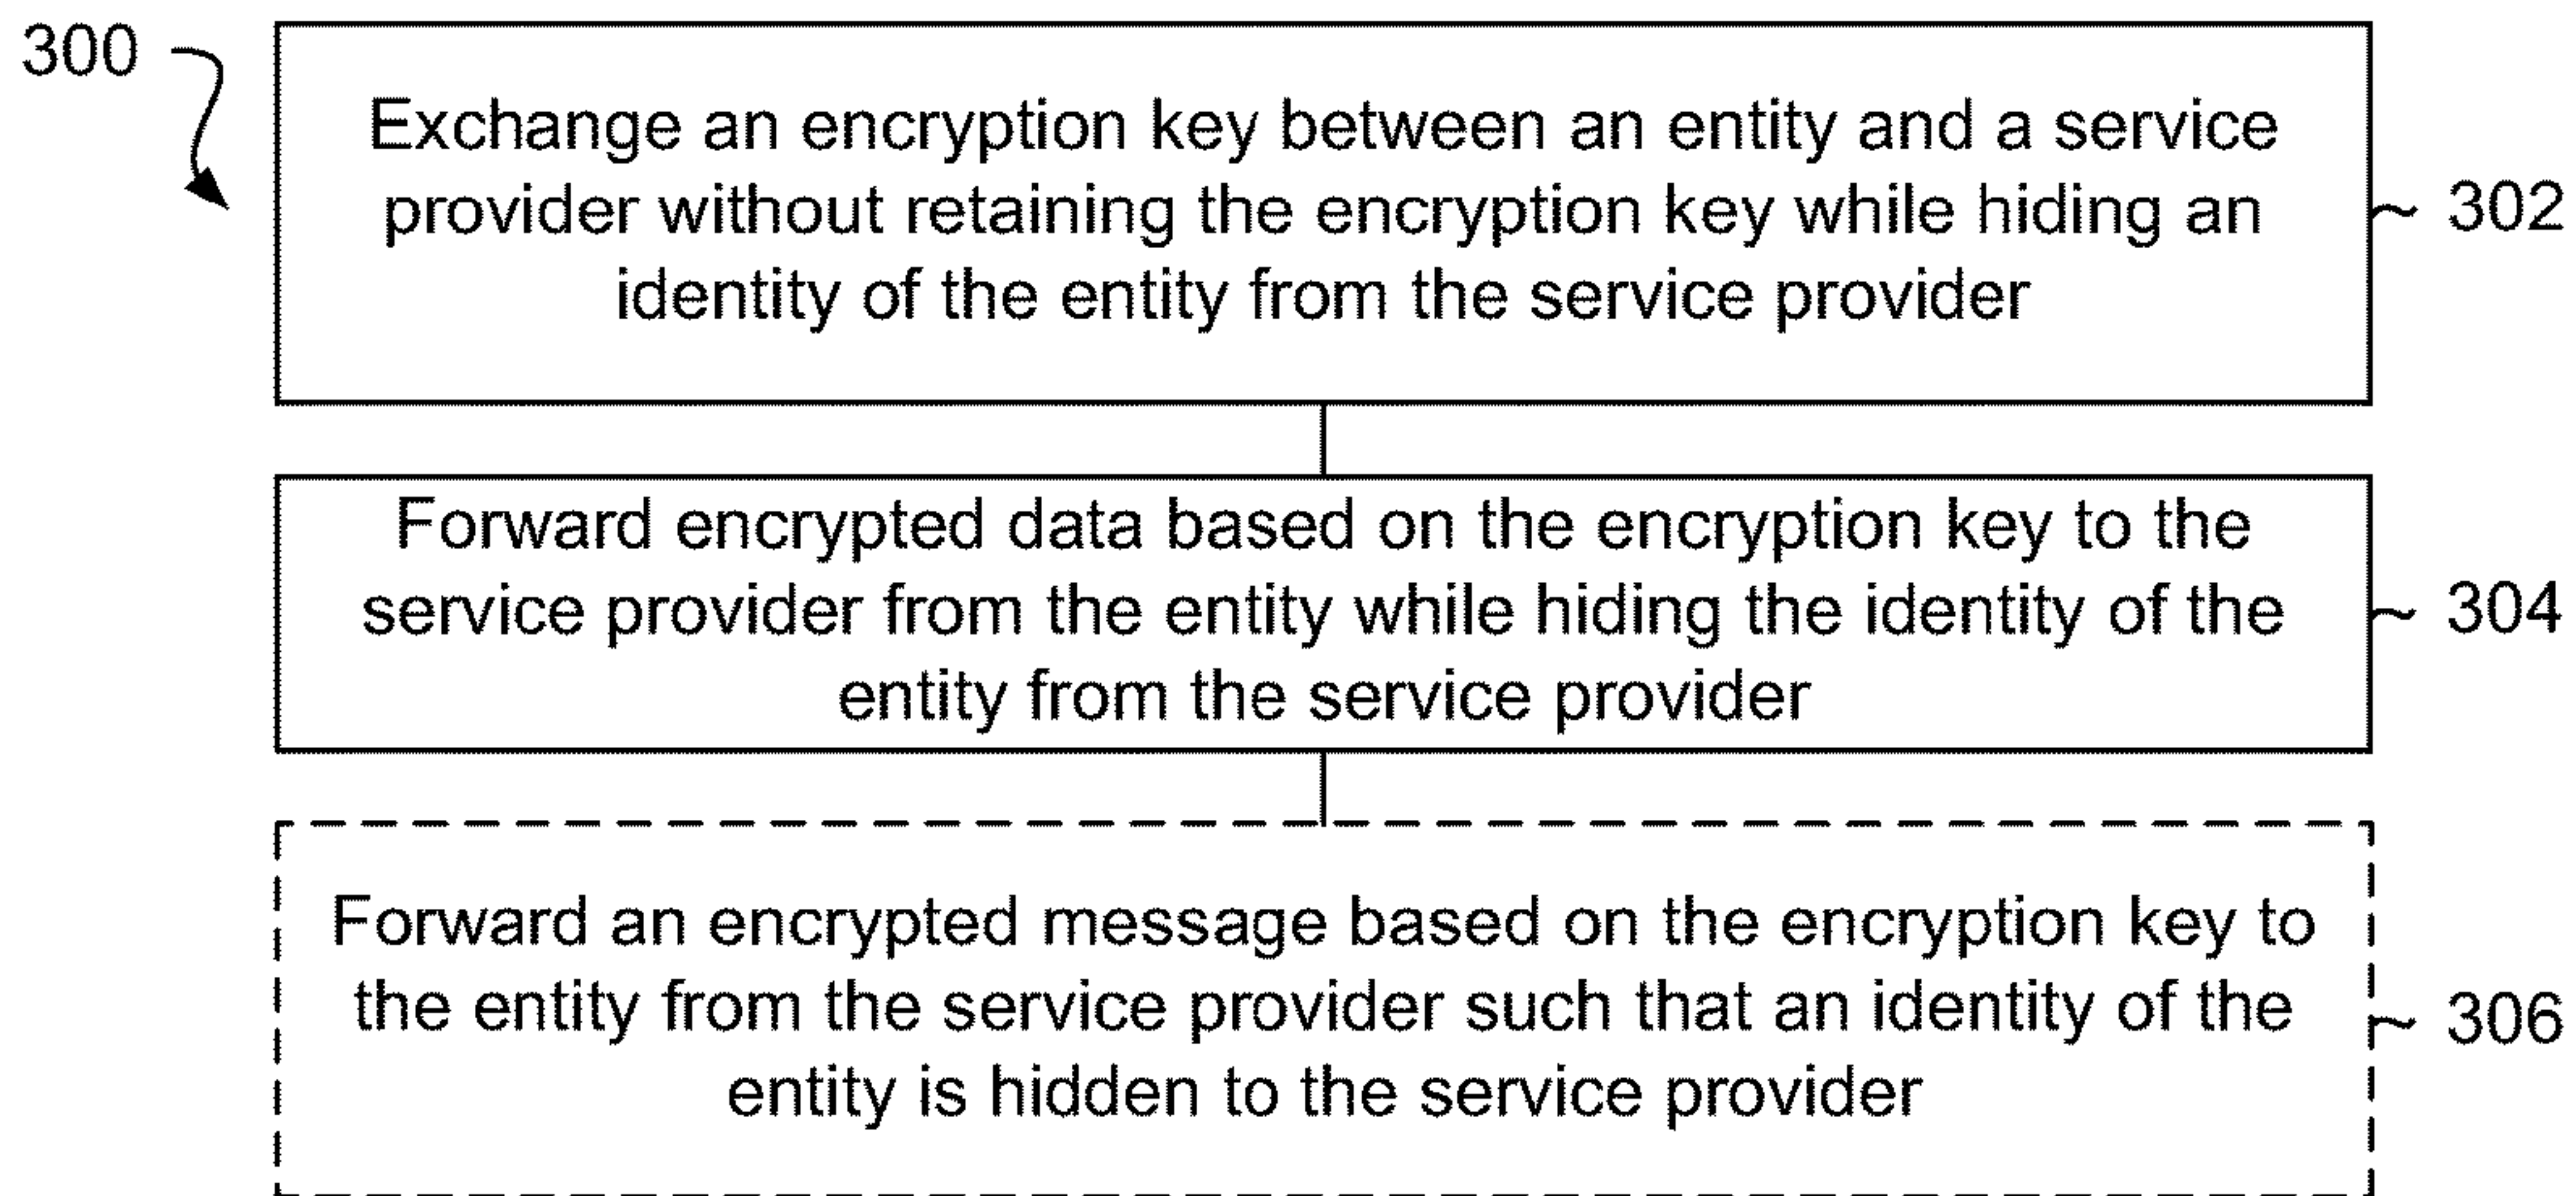 300
Exchange an encryption key between an entity and a service
provider without retaining the encryption key while hiding an
identity of the entity from the service provider
302
Forward encrypted data based on the encryption key to the
service provider from the entity while hiding the identity of the
entity from the service provider
304
Forward an encrypted message based on the encryption key to
the entity from the service provider such that an identity of the
entity is hidden to the service provider
306